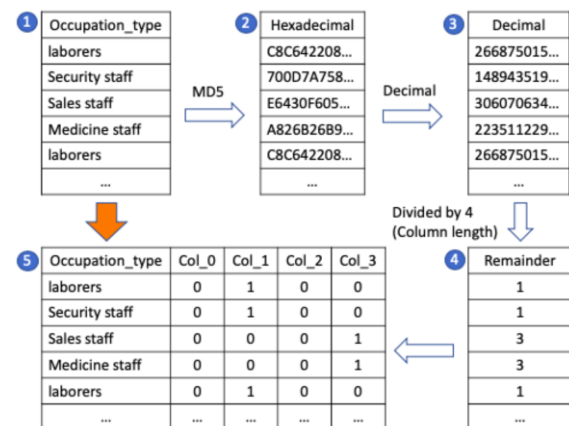 1 Occupation_type
laborers
Security staff
Sales staff
Medicine staff
laborers
...
MD5
2 Hexadecimal
C8C642208...
700D7A758...
E6430F605...
A826B26B9...
C8C642208...
...
Decimal
3 Decimal
266875015...
148943519...
306070634...
223511229...
266875015...
...
Divided by 4
(Column length)
4 Remainder
1
1
3
3
1
...
5 Occupation_type Col_0 Col_1 Col_2 Col_3
laborers 0 1 0 0
Security staff 0 1 0 0
Sales staff 0 0 0 1
Medicine staff 0 0 0 1
laborers 0 1 0 0
... ... ... ... ...